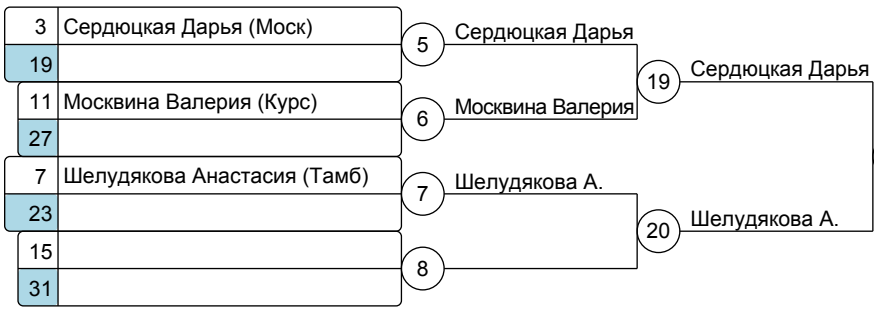 3 Сердюцкая Дарья (Моск)
19
5
Сердюцкая Дарья
11 Москвина Валерия (Курс)
27
6
Москвина Валерия
19
Сердюцкая Дарья
7 Шелудякова Анастасия (Тамб)
23
7
Шелудякова А.
15
31
8
20
Шелудякова А.